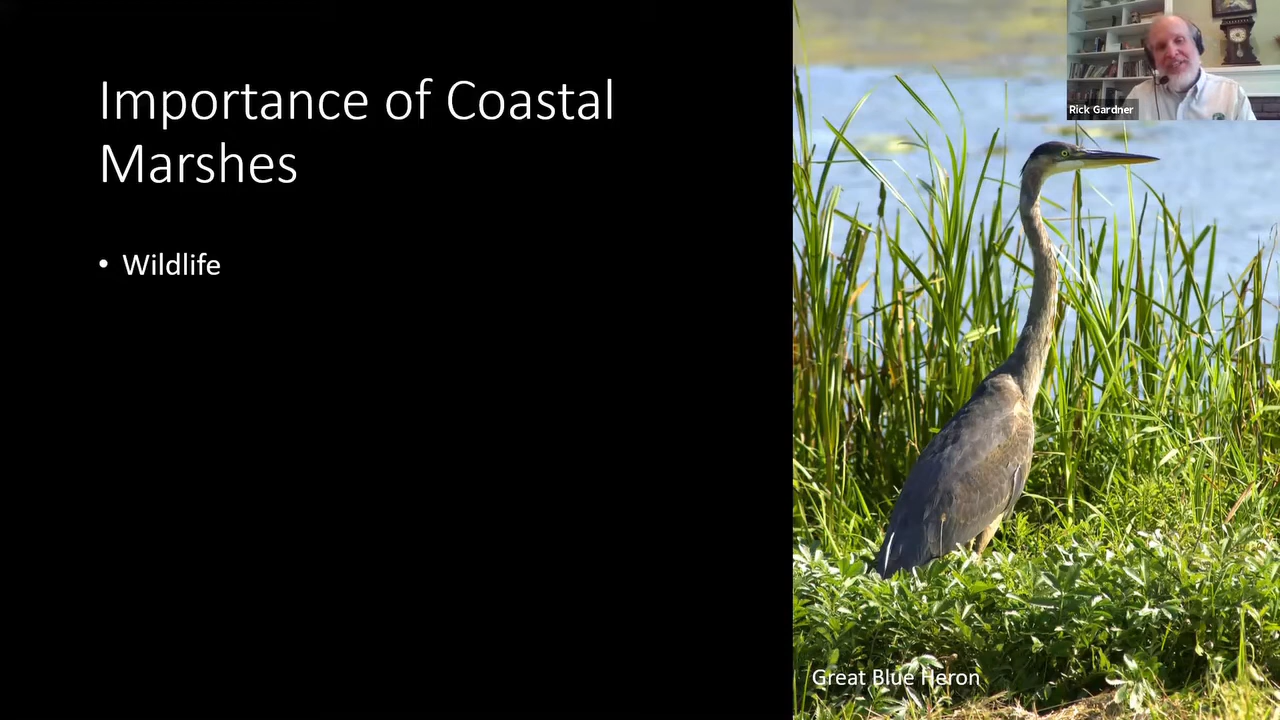 Importance of Coastal
Marshes
• Wildlife
Rick Gardner
Great Blue Heron